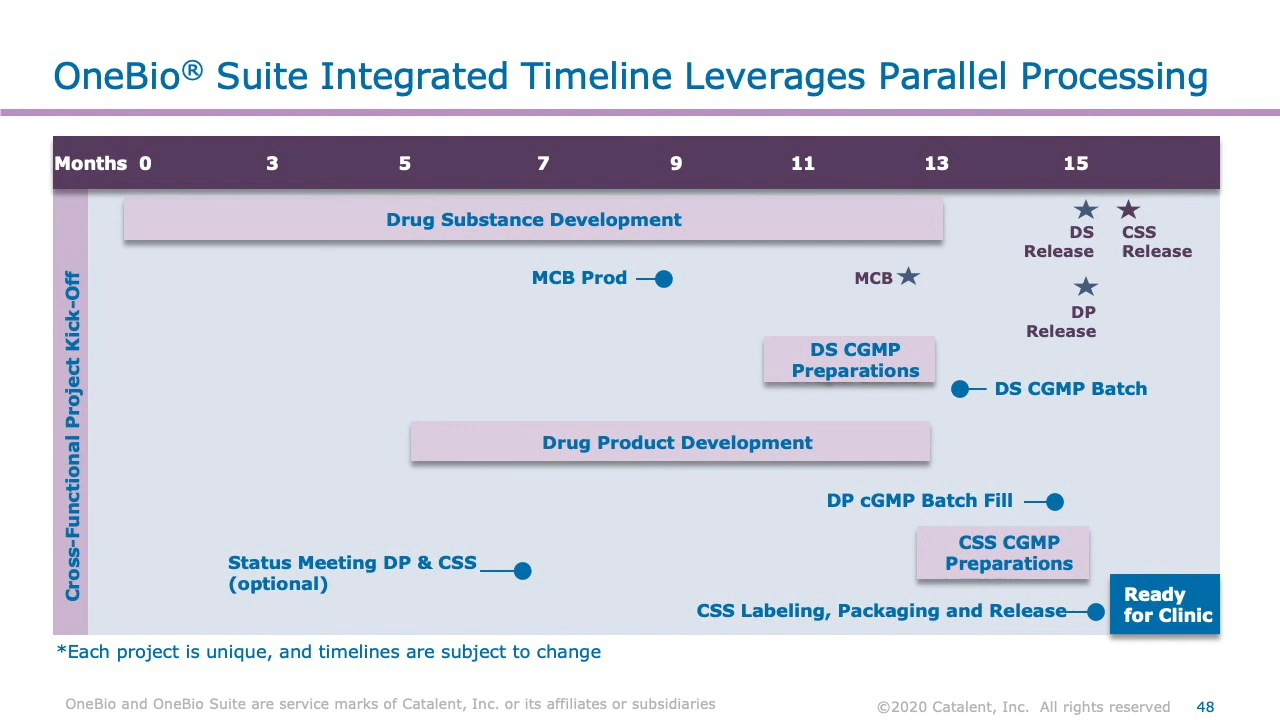 OneBio® Suite Integrated Timeline Leverages Parallel Processing
Months 0 3 5 7 9 11 13 15
Cross-Functional Project Kick-Off
Drug Substance Development
DS
Release
CSS
Release
MCB Prod
MCB
DP
Release
DS CGMP
Preparations
DS CGMP Batch
Drug Product Development
DP cGMP Batch Fill
CSS CGMP
Preparations
Status Meeting DP & CSS
(optional)
CSS Labeling, Packaging and Release
Ready
for Clinic
*Each project is unique, and timelines are subject to change
OneBio and OneBio Suite are service marks of Catalent, Inc. or its affiliates or subsidiaries
©2020 Catalent, Inc. All rights reserved 48